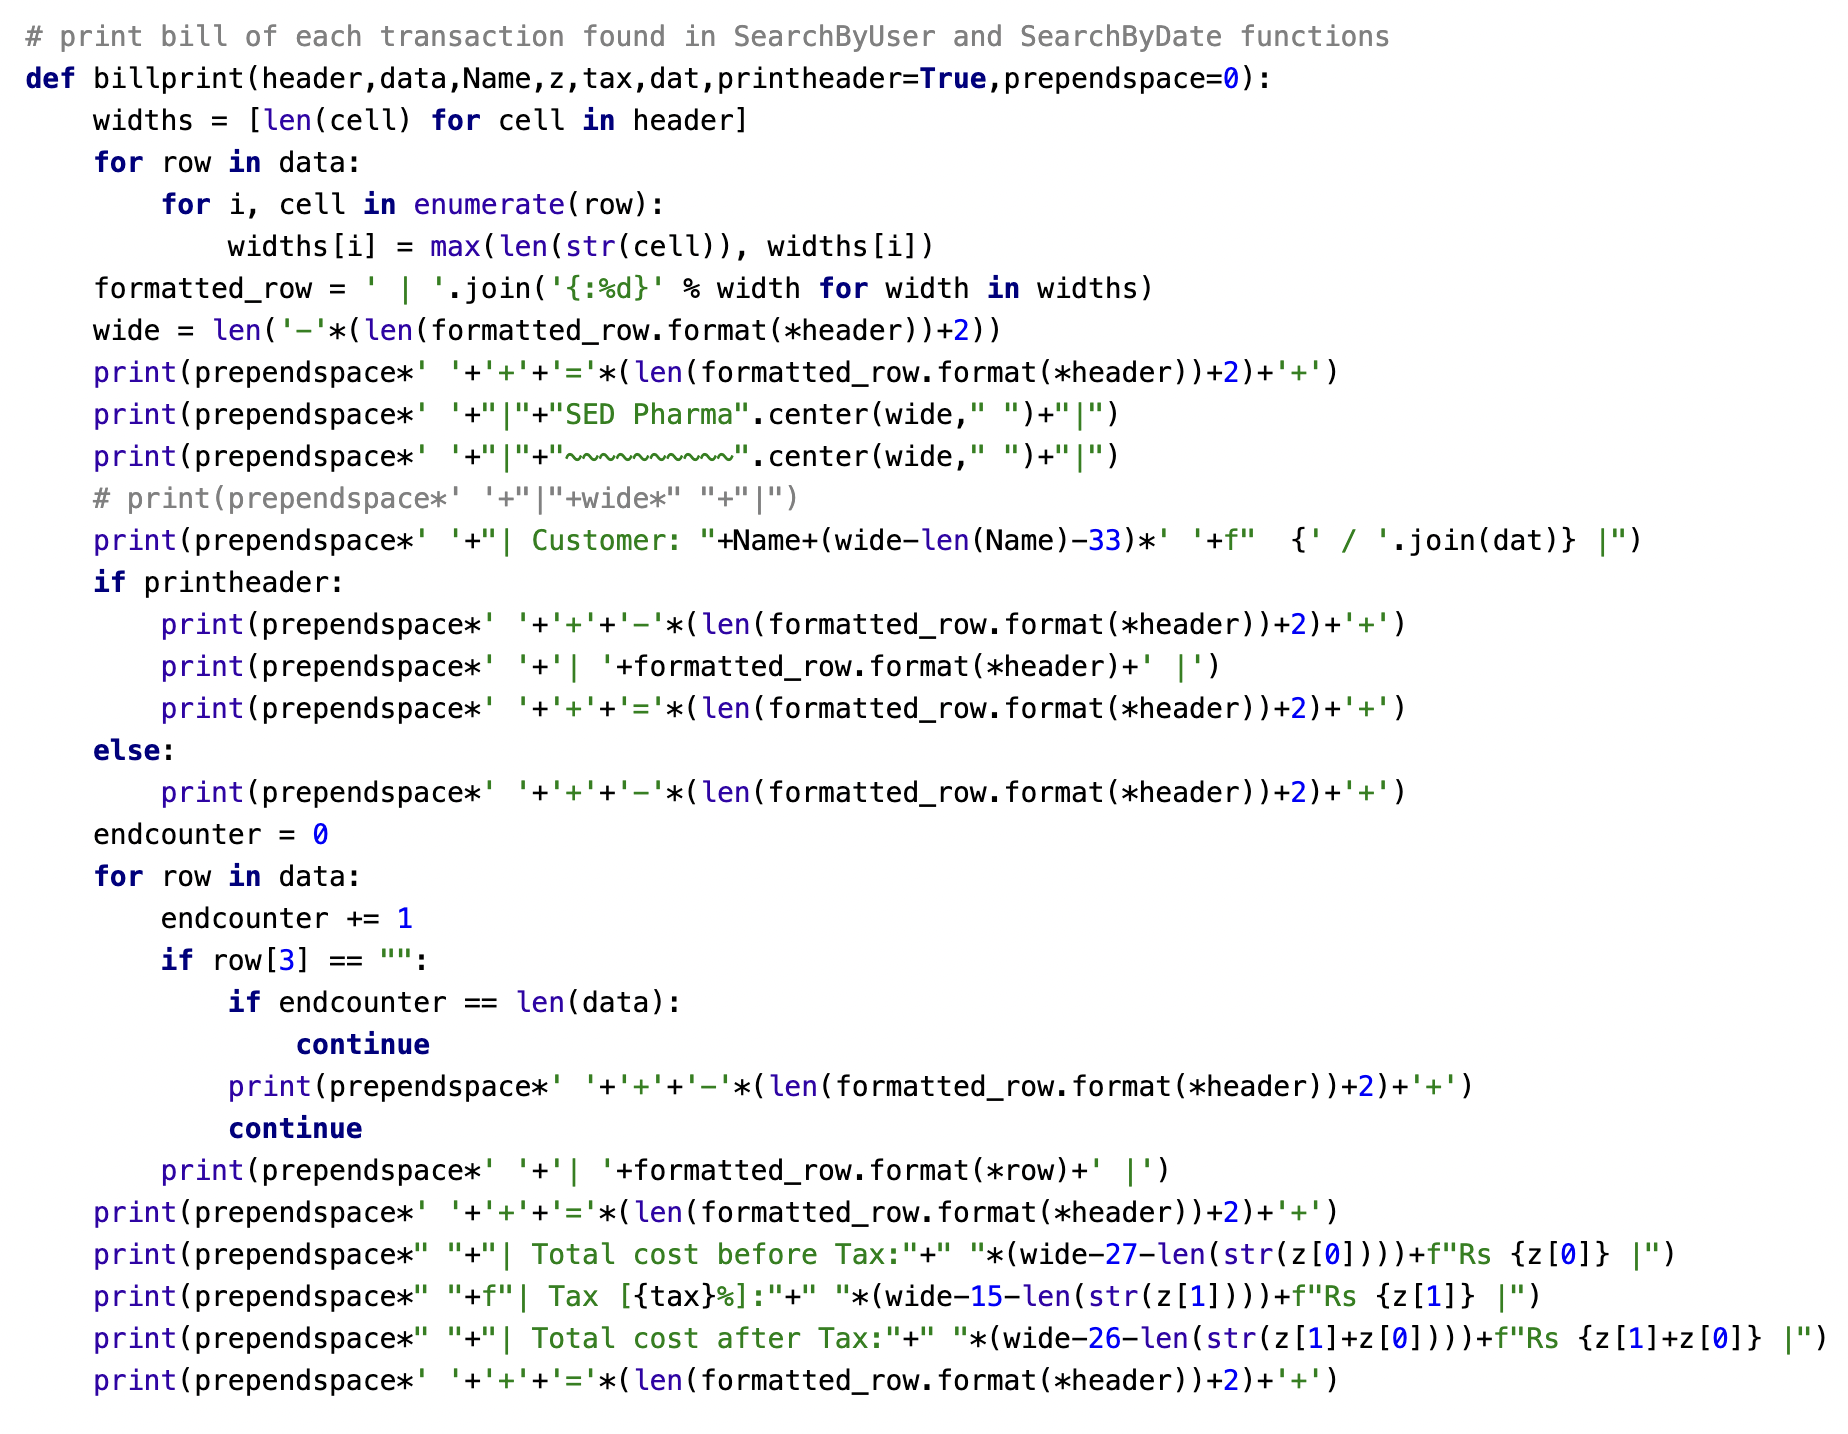 # print bill of each transaction found in SearchByUser and SearchByDate functions
def billprint(header,data,Name,z,tax,dat,printheader=True,prependspace=0):
    widths = [len(cell) for cell in header]
    for row in data:
        for i, cell in enumerate(row):
            widths[i] = max(len(str(cell)), widths[i])
    formatted_row = ' | '.join('{:%d}' % width for width in widths)
    wide = len('-'*(len(formatted_row.format(*header))+2))
    print(prependspace*' '+'+'+'='*(len(formatted_row.format(*header))+2)+'+')
    print(prependspace*' '+"|"+"SED Pharma".center(wide," ")+"|")
    print(prependspace*' '+"|"+"~~~~~~~~~~".center(wide," ")+"|")
    # print(prependspace*' '+"|"+wide*" "+"|")
    print(prependspace*' '+"| Customer: "+Name+(wide-len(Name)-33)*' '+f"  {' / '.join(dat)} |")
    if printheader:
        print(prependspace*' '+'+'+'-'*(len(formatted_row.format(*header))+2)+'+')
        print(prependspace*' '+'| '+formatted_row.format(*header)+' |')
        print(prependspace*' '+'+'+'='*(len(formatted_row.format(*header))+2)+'+')
    else:
        print(prependspace*' '+'+'+'-'*(len(formatted_row.format(*header))+2)+'+')
    endcounter = 0
    for row in data:
        endcounter += 1
        if row[3] == "":
            if endcounter == len(data):
                continue
            print(prependspace*' '+'+'+'-'*(len(formatted_row.format(*header))+2)+'+')
            continue
        print(prependspace*' '+'| '+formatted_row.format(*row)+' |')
    print(prependspace*' '+'+'+'='*(len(formatted_row.format(*header))+2)+'+')
    print(prependspace*" "+"| Total cost before Tax:"+" "*(wide-27-len(str(z[0])))+f"Rs {z[0]} |")
    print(prependspace*" "+f"| Tax [{tax}%]:"+" "*(wide-15-len(str(z[1])))+f"Rs {z[1]} |")
    print(prependspace*" "+"| Total cost after Tax:"+" "*(wide-26-len(str(z[1]+z[0])))+f"Rs {z[1]+z[0]} |")
    print(prependspace*' '+'+'+'='*(len(formatted_row.format(*header))+2)+'+')